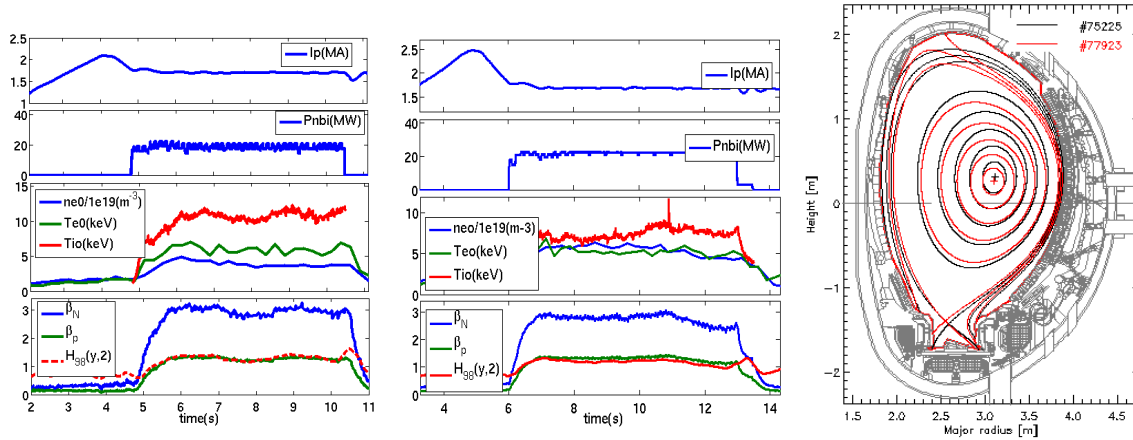 2.5
2
1.5
1
Ip(MA)
40
20
0
Pnbi(MW)
15
10
5
0
ne0/1e19(m⁻³)
Te0(keV)
Tio(keV)
3
2
1
0
β_N
β_p
H₉₈(y,2)
2 3 4 5 6 7 8 9 10 11
time(s)
2.5
2
1.5
Ip(MA)
40
20
0
Pnbi(MW)
10
5
0
neo/1e19(m-3)
Teo(keV)
Tio(keV)
4
3
2
1
0
β_N
β_p
H₉₈(y,2)
4 6 8 10 12 14
time(s)
#75225
#77923
Height [m]
2
1
0
−1
−2
1.5 2.0 2.5 3.0 3.5 4.0 4.5
Major radius [m]